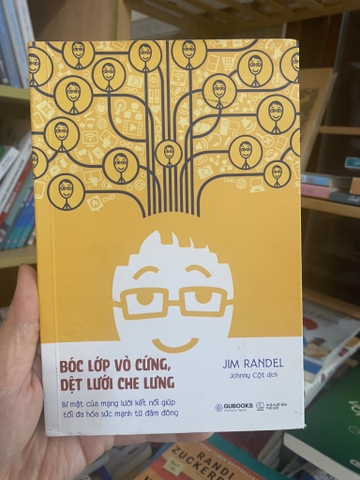 BÓC LỚP VỎ CỨNG,
DỆT LƯỚI CHE LƯNG
Bí mật của mạng lưới kết nối giúp
tối đa hóa sức mạnh từ đám đông
JIM RANDEL
Johnny Cột dịch
GUBOOKS
RANDI
ZUCKER